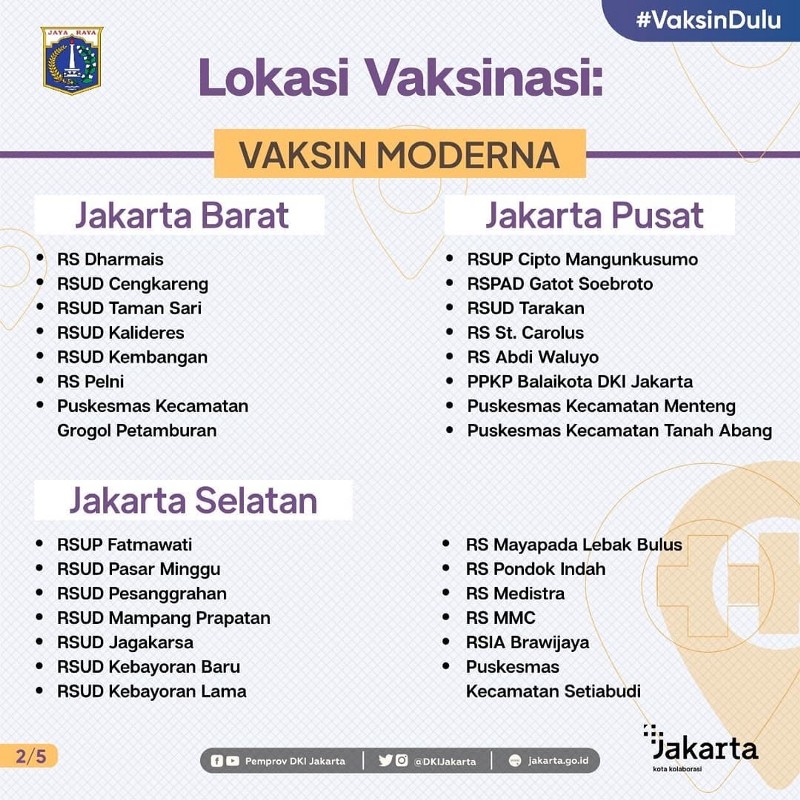 #VaksinDulu
JAYA RAYA
Lokasi Vaksinasi:
VAKSIN MODERNA
Jakarta Barat
• RS Dharmais
• RSUD Cengkareng
• RSUD Taman Sari
• RSUD Kalideres
• RSUD Kembangan
• RS Pelni
• Puskesmas Kecamatan
Grogol Petamburan
Jakarta Pusat
• RSUP Cipto Mangunkusumo
• RSPAD Gatot Soebroto
• RSUD Tarakan
• RS St. Carolus
• RS Abdi Waluyo
• PPKP Balaikota DKI Jakarta
• Puskesmas Kecamatan Menteng
• Puskesmas Kecamatan Tanah Abang
Jakarta Selatan
• RSUP Fatmawati
• RSUD Pasar Minggu
• RSUD Pesanggrahan
• RSUD Mampang Prapatan
• RSUD Jagakarsa
• RSUD Kebayoran Baru
• RSUD Kebayoran Lama
• RS Mayapada Lebak Bulus
• RS Pondok Indah
• RS Medistra
• RS MMC
• RSIA Brawijaya
• Puskesmas
Kecamatan Setiabudi
2/5
Pemprov DKI Jakarta
@DKIJakarta
jakarta.go.id
Jakarta
kota kolaborasi